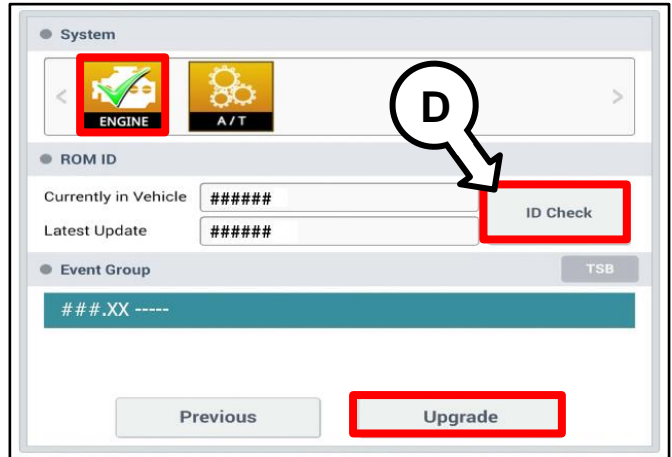 System
ENGINE
A/T
D
ROM ID
Currently in Vehicle ######
ID Check
Latest Update ######
Event Group
TSB
###.XX -----
Previous
Upgrade